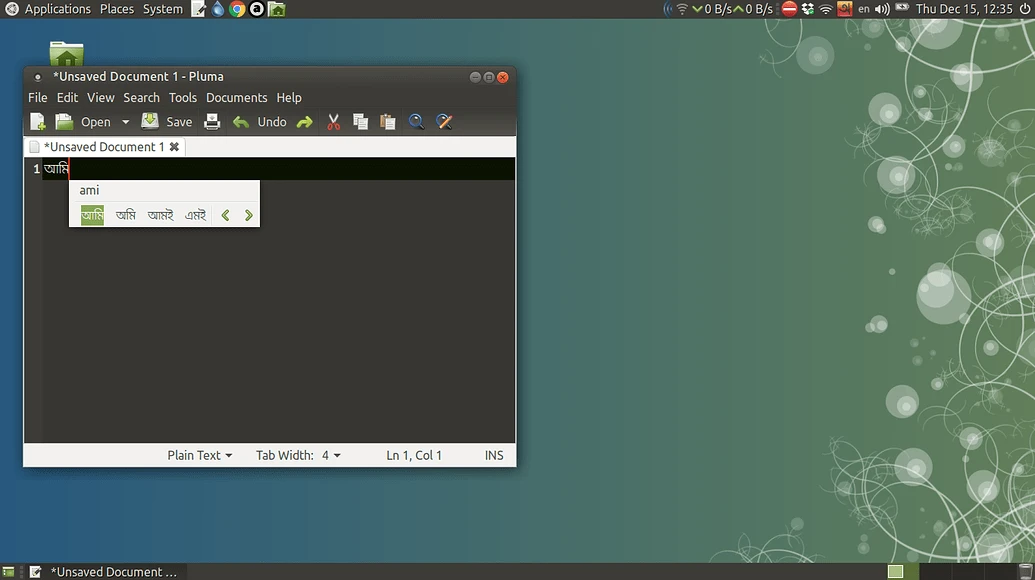 Applications Places System 0 B/s 0 B/s en Thu Dec 15, 12:35
*Unsaved Document 1 - Pluma
File Edit View Search Tools Documents Help
Open Save Undo
*Unsaved Document 1
1 আমি
ami
আমি অমি আমই এমই
Plain Text Tab Width: 4 Ln 1, Col 1 INS
*Unsaved Document ...